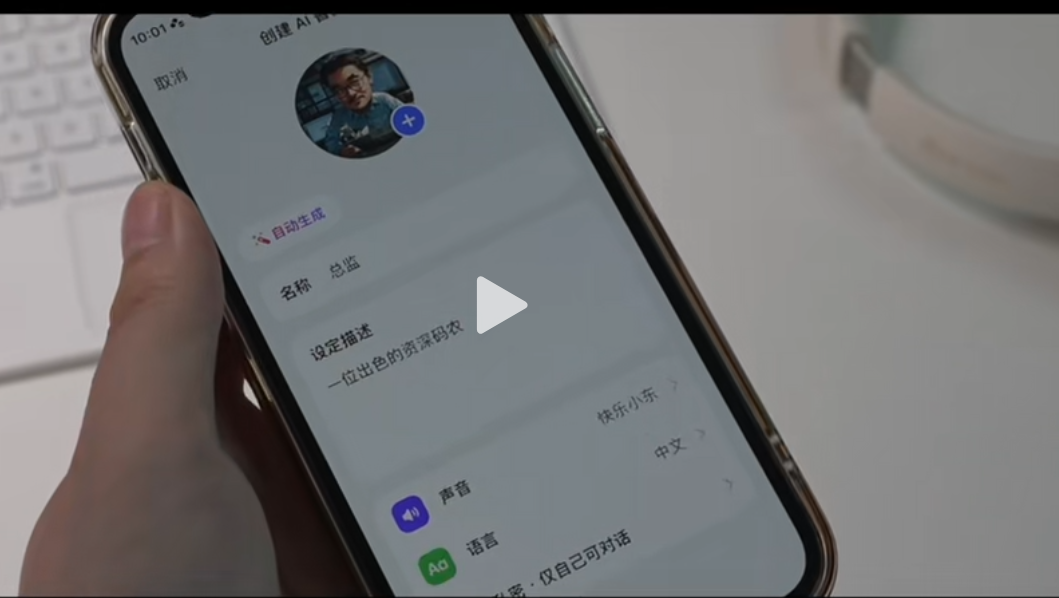 10:01
创建 AI
取消
自动生成
名称 总监
设定描述
一位出色的资深码农
声音 快乐小东
Aa 语言 中文
密·仅自己可对话